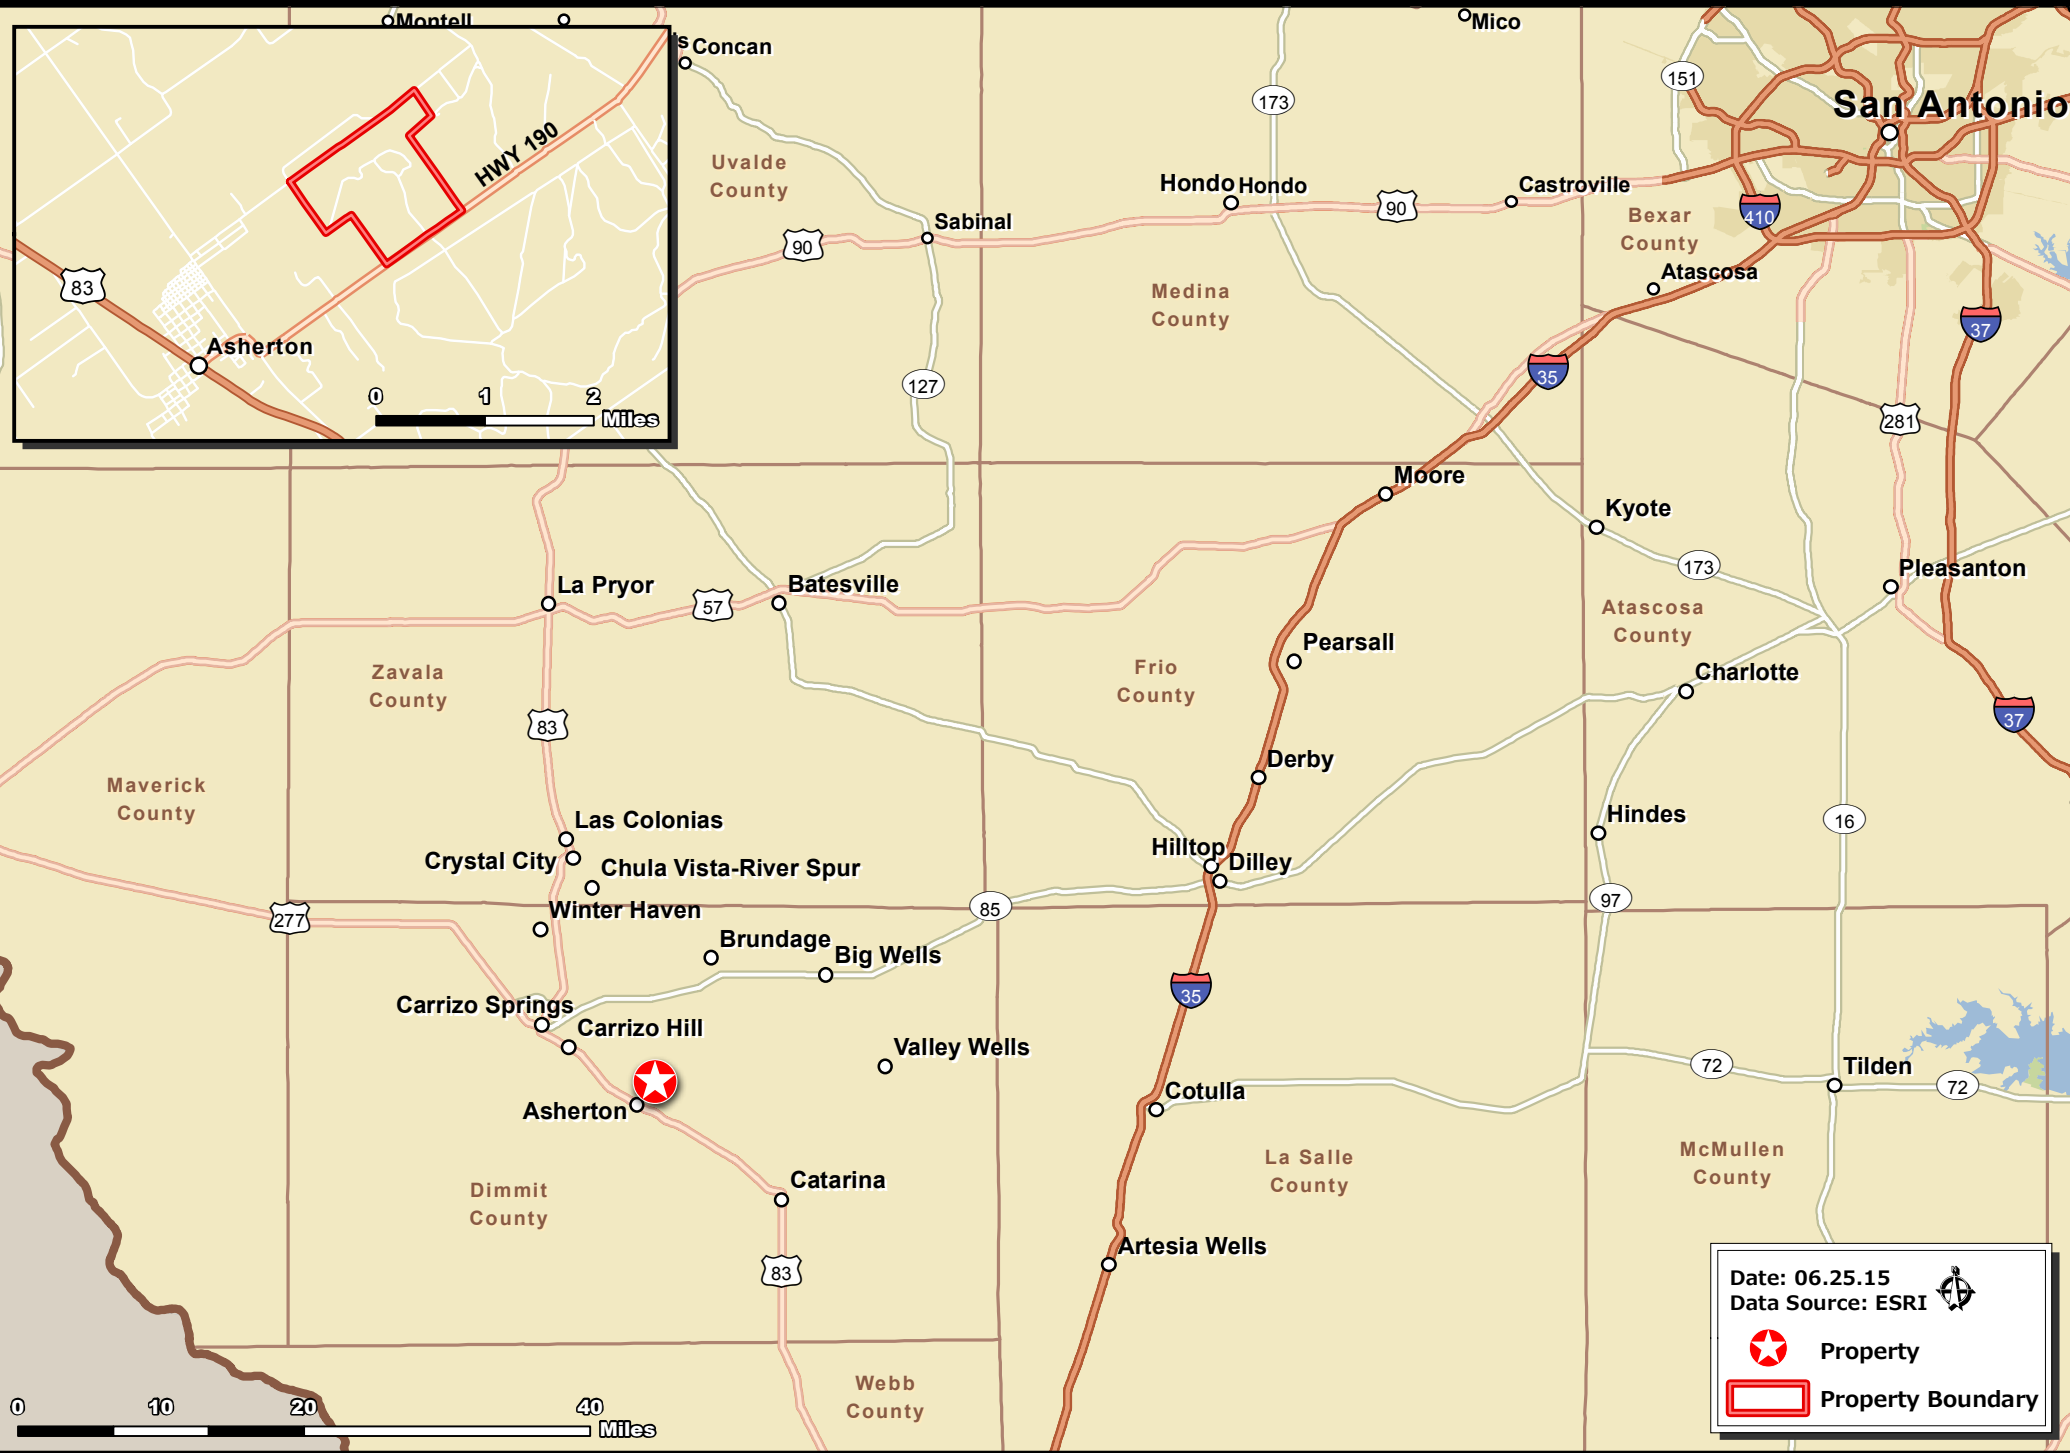 Montell
s Concan
Mico
151
173
San Antonio
HWY 190
Uvalde
County
Hondo Hondo
Castroville
90
410
Bexar
County
Sabinal
90
Atascosa
83
Medina
County
37
Asherton
35
127
0 1 2
Miles
281
Moore
Kyote
173
Pleasanton
La Pryor
57
Batesville
Atascosa
County
Pearsall
Zavala
County
Frio
County
Charlotte
83
37
Derby
Maverick
County
Las Colonias
Hindes
16
Crystal City
Chula Vista-River Spur
Hilltop
Dilley
277
Winter Haven
85
97
Brundage
Big Wells
35
Carrizo Springs
Carrizo Hill
Valley Wells
72
Tilden
72
Asherton
Cotulla
La Salle
County
McMullen
County
Dimmit
County
Catarina
83
Artesia Wells
Date: 06.25.15
Data Source: ESRI
Property
Property Boundary
Webb
County
0 10 20 40
Miles